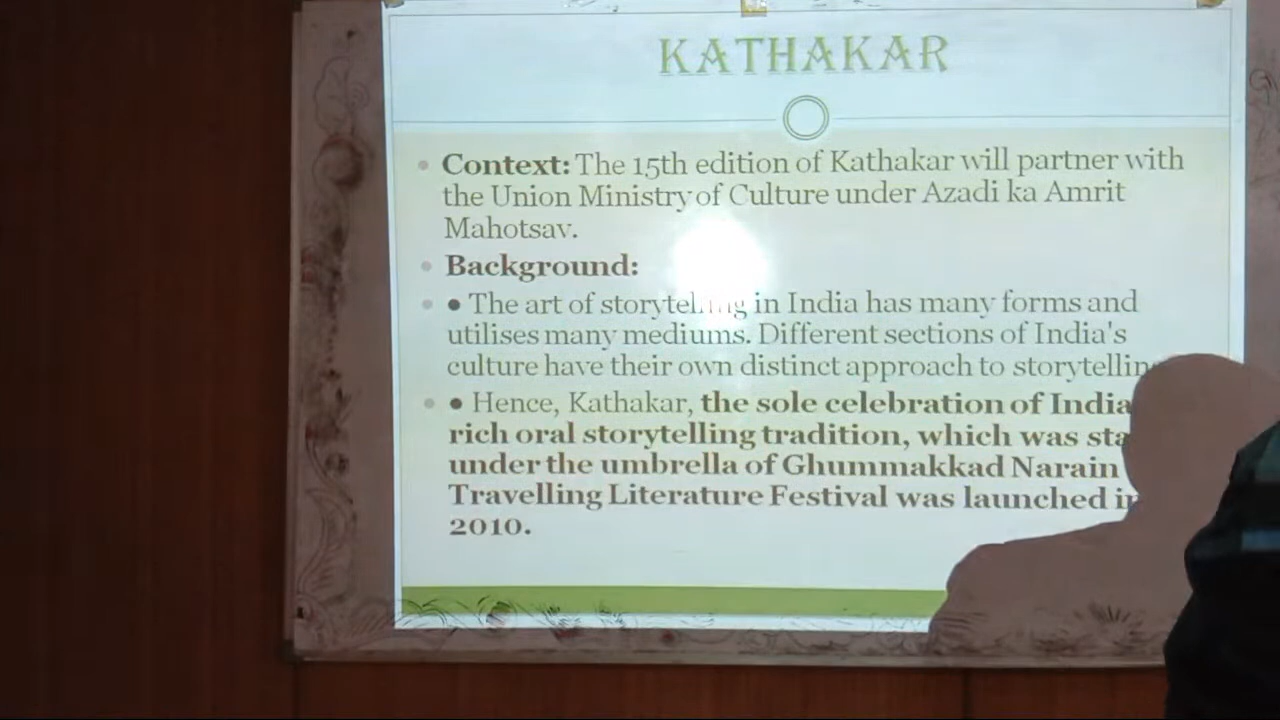 KATHAKAR
• Context: The 15th edition of Kathakar will partner with
the Union Ministry of Culture under Azadi ka Amrit
Mahotsav.
• Background:
• ● The art of storytelling in India has many forms and
utilises many mediums. Different sections of India's
culture have their own distinct approach to
• ● Hence, Kathakar, the sole celebration of
rich oral storytelling tradition, which was
under the umbrella of Ghummakkad Narain
Travelling Literature Festival was launched
2010.